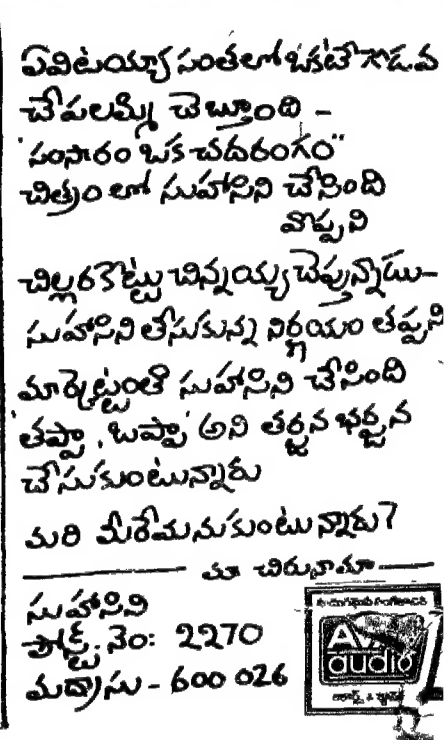 ఏవిటయ్యా సంతలో ఒకటే గొడవ
చేపలమ్మి చెబ్తూంది -
'సంసారం ఒక చదరంగం"
చిత్రం లో సుహాసిని చేసింది
వొప్పని
చిల్లరకొట్టు చిన్నయ్య చెప్తున్నాడు-
సుహాసిని తీసుకున్న నిర్ణయం తప్పని
మార్కెట్టంతా సుహాసిని చేసింది
'తప్పా, ఒప్పా' అని తర్జన భర్జన
చేసుకుంటున్నారు
మరి మీరేమనుకుంటున్నారు?
మా చిరునామా
సుహాసిని
పోస్ట్. నెం: 2270
మద్రాసు - 600 026
audio